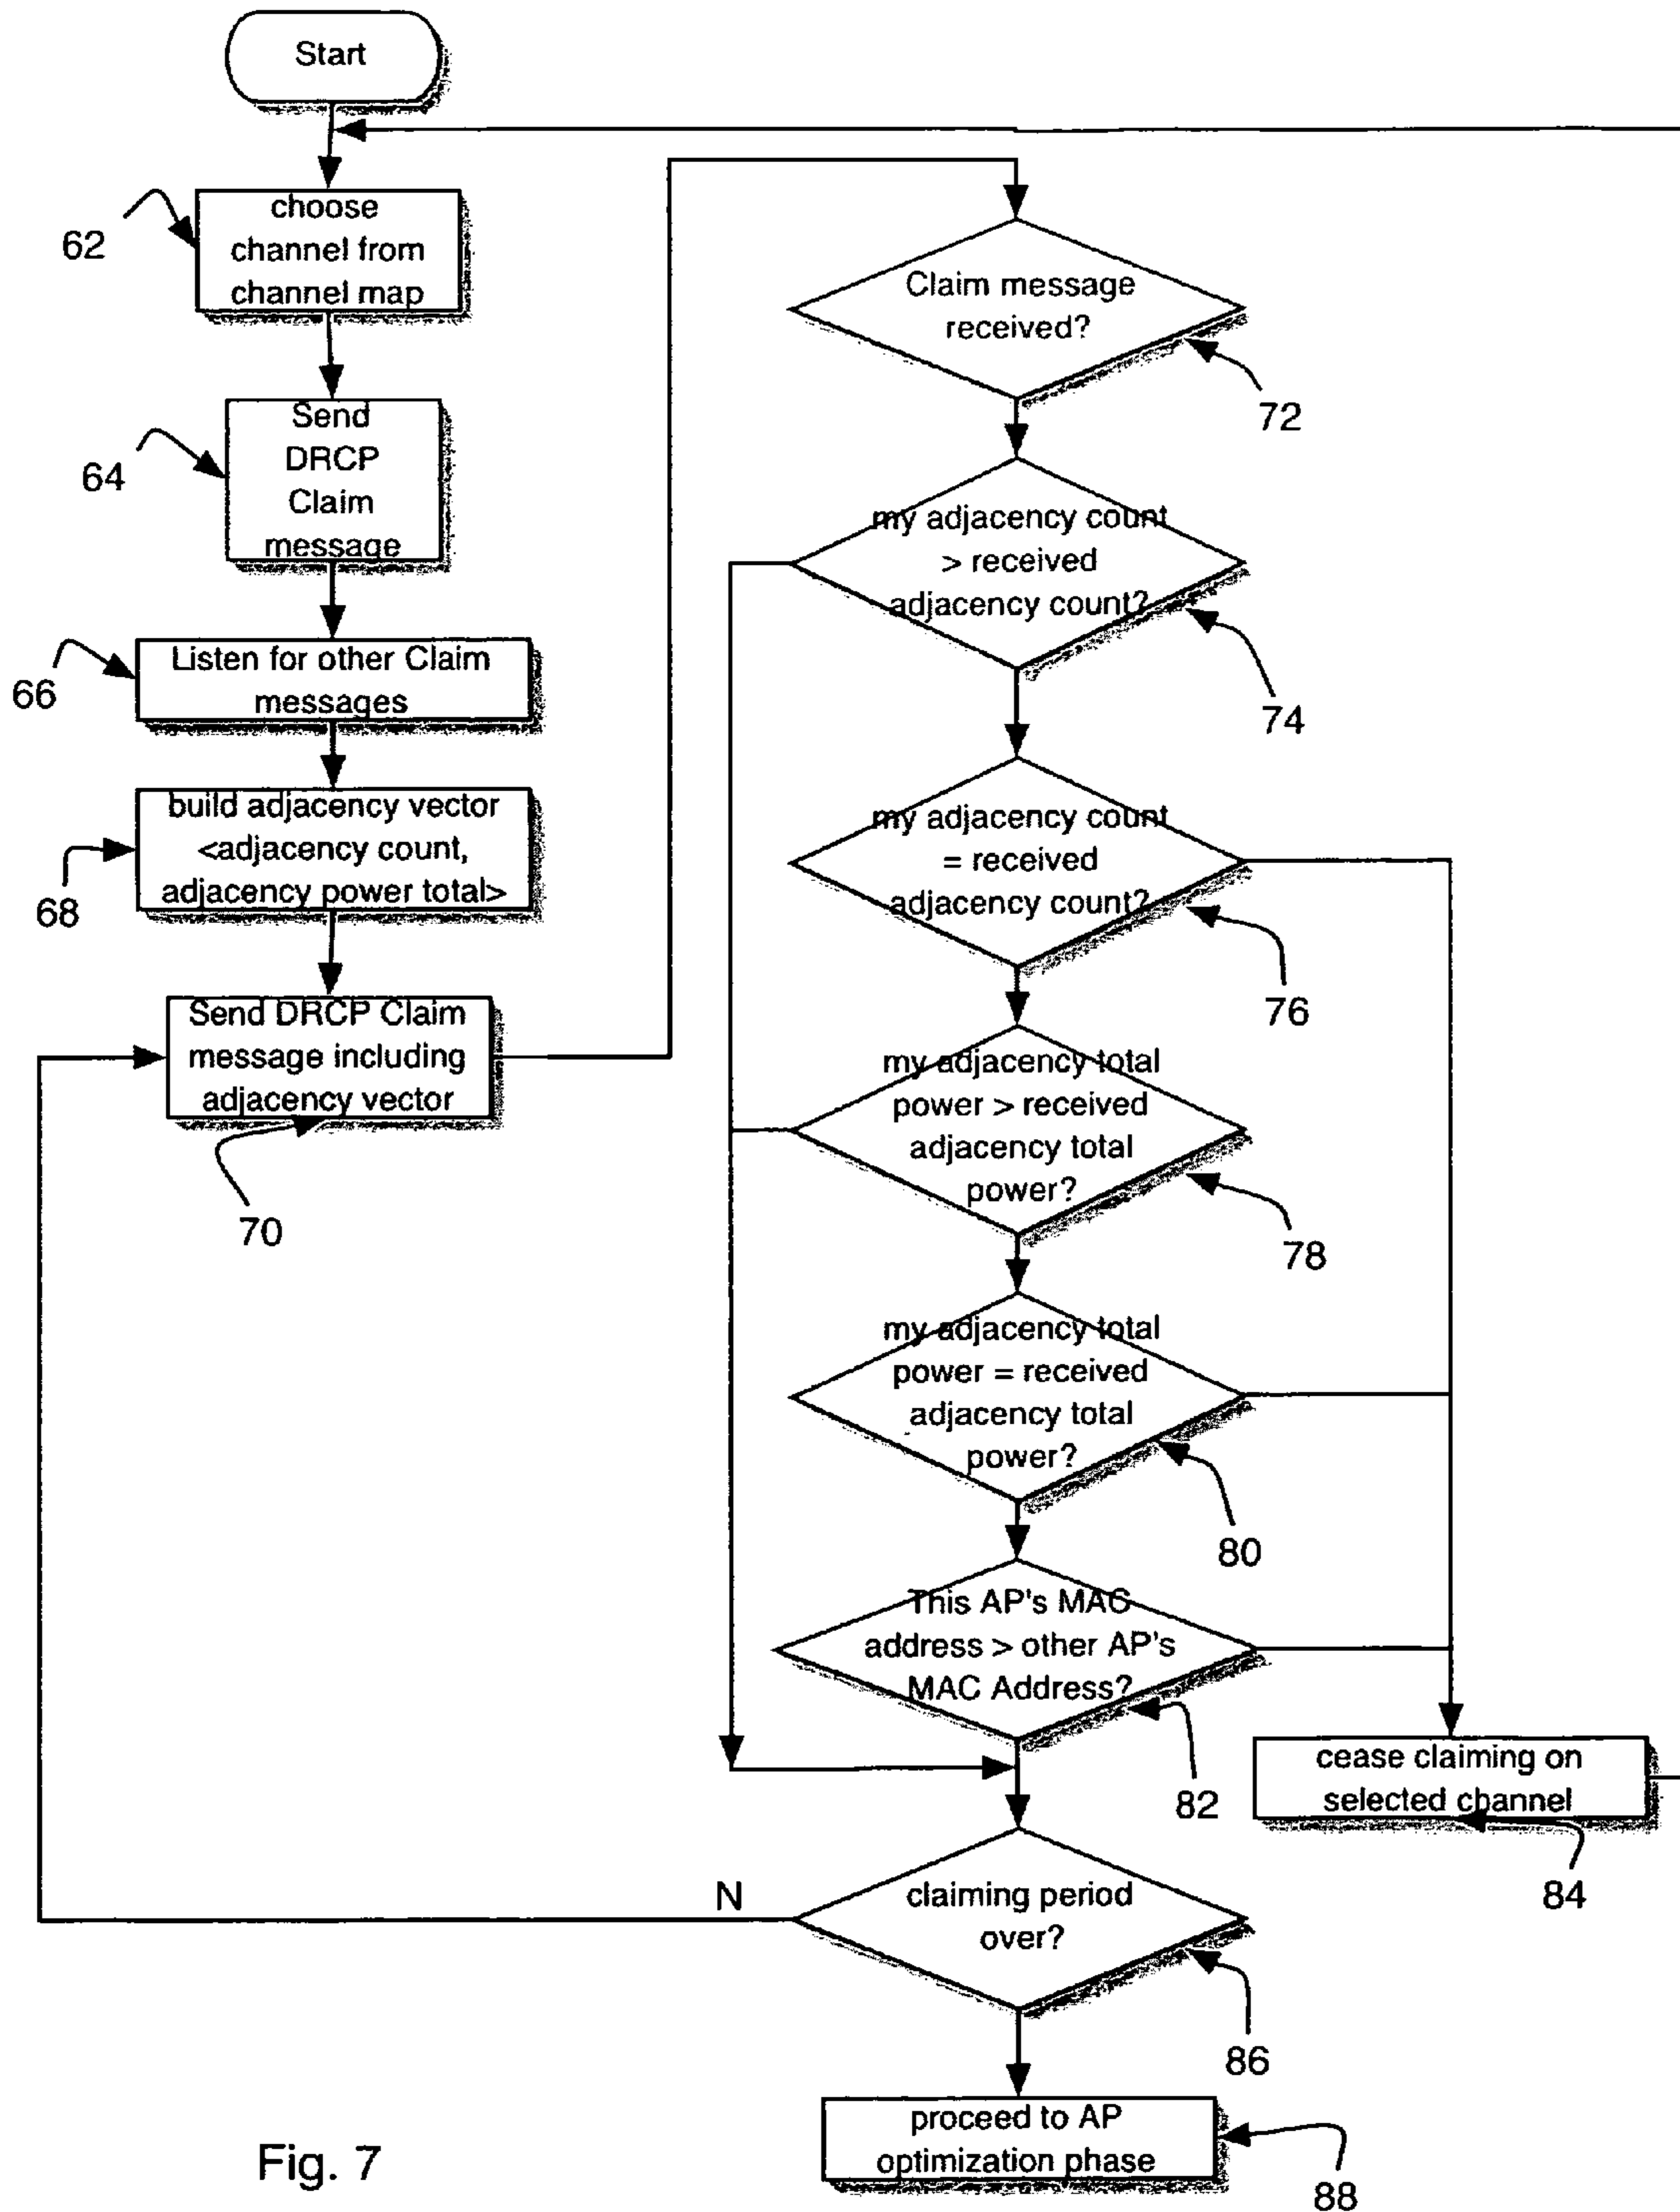 Start
choose
channel from
channel map
62
Send
DRCP
Claim
message
64
Listen for other Claim
messages
66
build adjacency vector
<adjacency count,
adjacency power total>
68
Send DRCP Claim
message including
adjacency vector
70
Claim message
received?
72
my adjacency count
> received
adjacency count?
74
my adjacency count
= received
adjacency count?
76
my adjacency total
power > received
adjacency total
power?
78
my adjacency total
power = received
adjacency total
power?
80
This AP's MAC
address > other AP's
MAC Address?
82
cease claiming on
selected channel
84
N
claiming period
over?
86
proceed to AP
optimization phase
88
Fig. 7